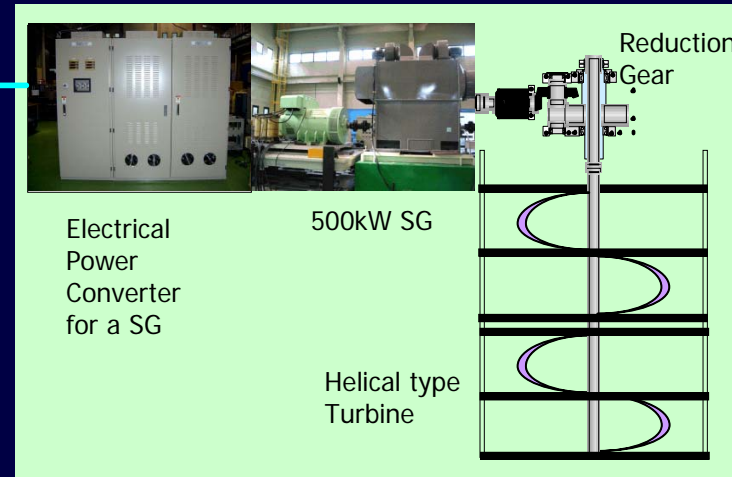 Reduction
Gear
500kW SG
Electrical
Power
Converter
for a SG
Helical type
Turbine